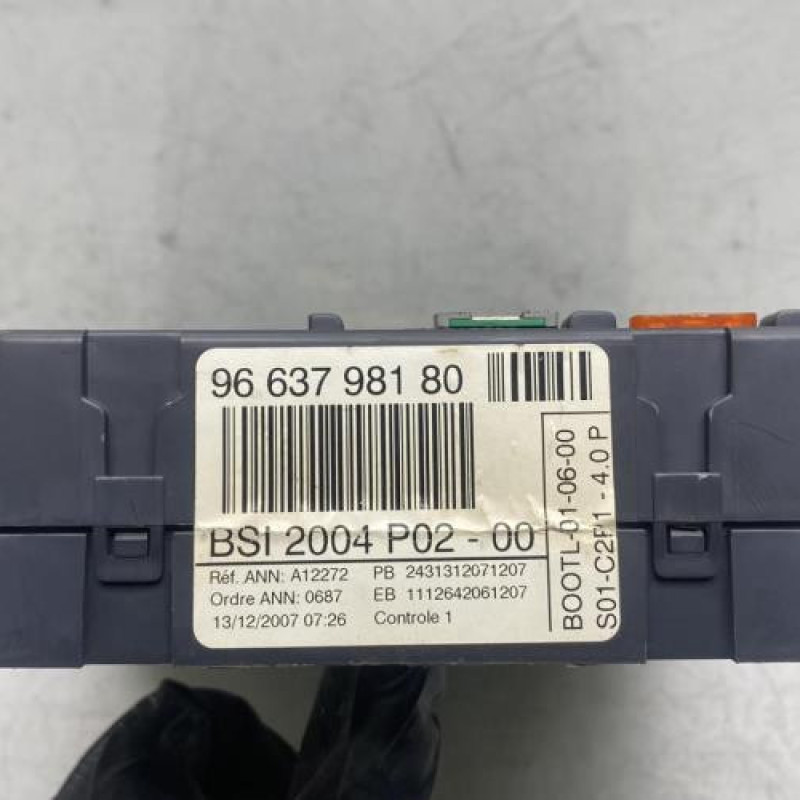 96 637 981 80
BSI 2004 P02 - 00
Réf. ANN: A12272 PB 2431312071207
Ordre ANN: 0687 EB 1112642061207
13/12/2007 07:26 Controle 1
BOOTL-01-06-00
S01-C2F1 - 4.0 P